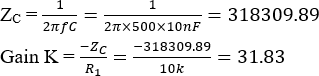 Z_C = 1/(2πfC) = 1/(2π×500×10nF) = 318309.89
Gain K = −Z_C/R_1 = −318309.89/10k = 31.83